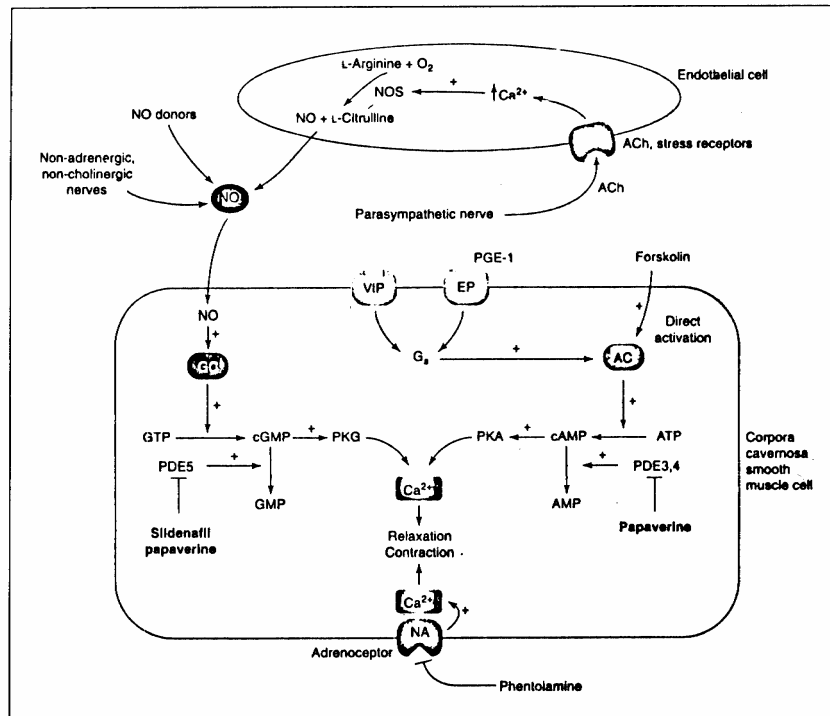 L-Arginine + O2
Endothelial cell
NOS
+
↑Ca2+
NO + L-Citrulline
NO donors
ACh, stress receptors
Non-adrenergic,
non-cholinergic
nerves
NO
ACh
Parasympathetic nerve
PGE-1
Forskolin
VIP
EP
+
NO
Direct
activation
+
Gs
+
AC
GC
+
+
GTP
cGMP
+
PKG
PKA
+
cAMP
ATP
Corpora
cavernosa
smooth
muscle cell
PDE5
+
+
PDE3,4
Ca2+
GMP
AMP
Sildenafil
papaverine
Papaverine
Relaxation
Contraction
Ca2+
+
NA
Adrenoceptor
Phentolamine